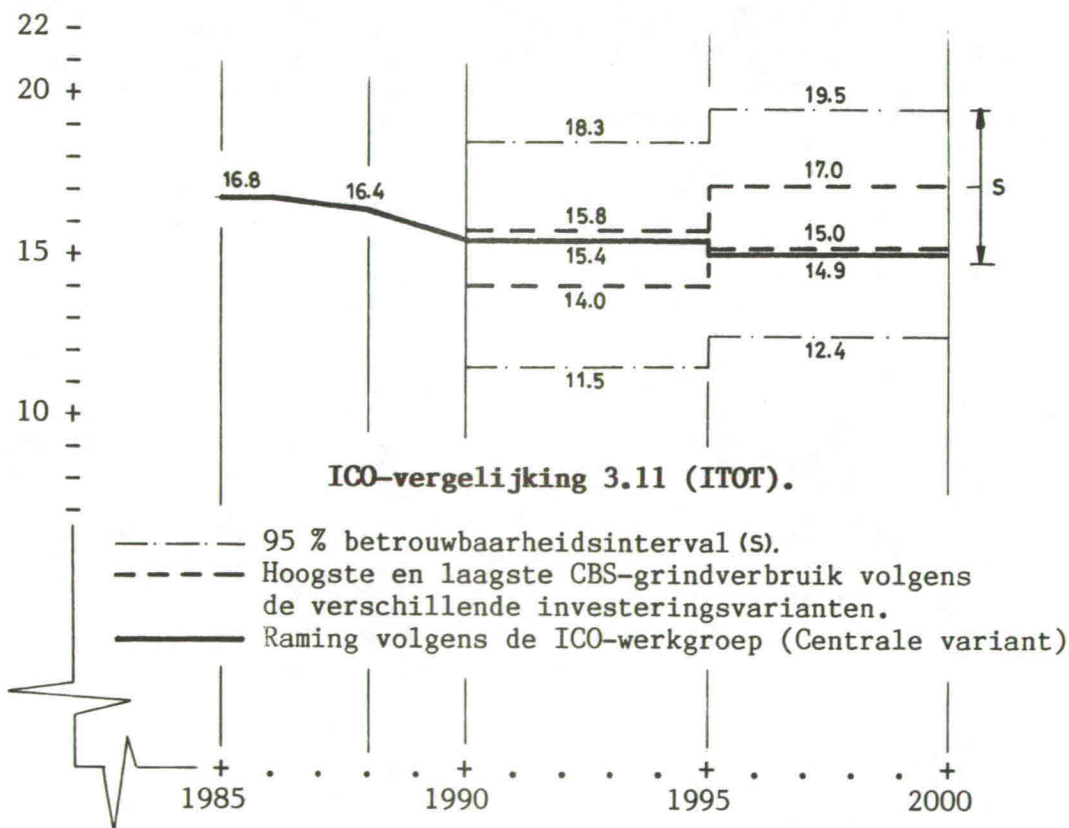 22
20
19.5
18.3
17.0
16.8
16.4
S
15.8
15.0
15
15.4
14.9
14.0
12.4
11.5
10
ICO-vergelijking 3.11 (ITOT).
95 % betrouwbaarheidsinterval (S).
Hoogste en laagste CBS-grindverbruik volgens
de verschillende investeringsvarianten.
Raming volgens de ICO-werkgroep (Centrale variant)
1985 1990 1995 2000